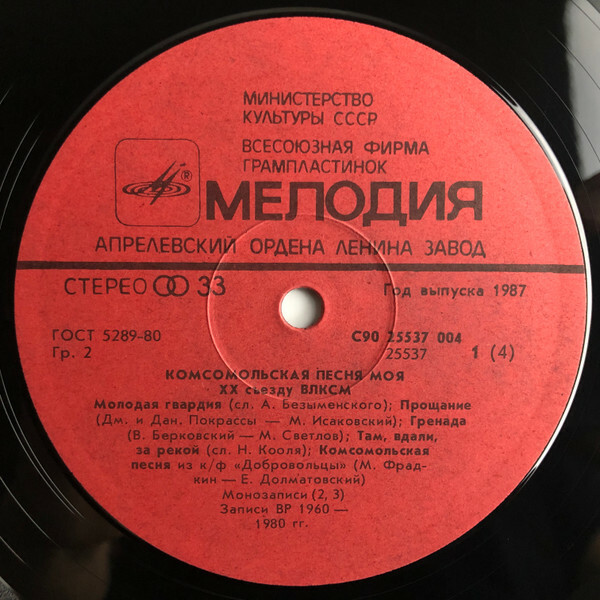 МИНИСТЕРСТВО
КУЛЬТУРЫ СССР
ВСЕСОЮЗНАЯ ФИРМА
ГРАМПЛАСТИНОК
® МЕЛОДИЯ
АПРЕЛЕВСКИЙ ОРДЕНА ЛЕНИНА ЗАВОД
СТЕРЕО 33 Год выпуска 1987
ГОСТ 5289-80 С90 25537 004
Гр. 2 25537 1 (4)
КОМСОМОЛЬСКАЯ ПЕСНЯ МОЯ
XX съезду ВЛКСМ
Молодая гвардия (сл. А. Безыменского); Прощание
(Дм. и Дан. Покрассы — М. Исаковский); Гренада
(В. Берковский — М. Светлов); Там, вдали,
за рекой (сл. Н. Кооля); Комсомольская
песня из к/ф «Добровольцы» (М. Фрад-
кин — Е. Долматовский)
Монозаписи (2, 3)
Записи ВР 1960 —
1980 гг.